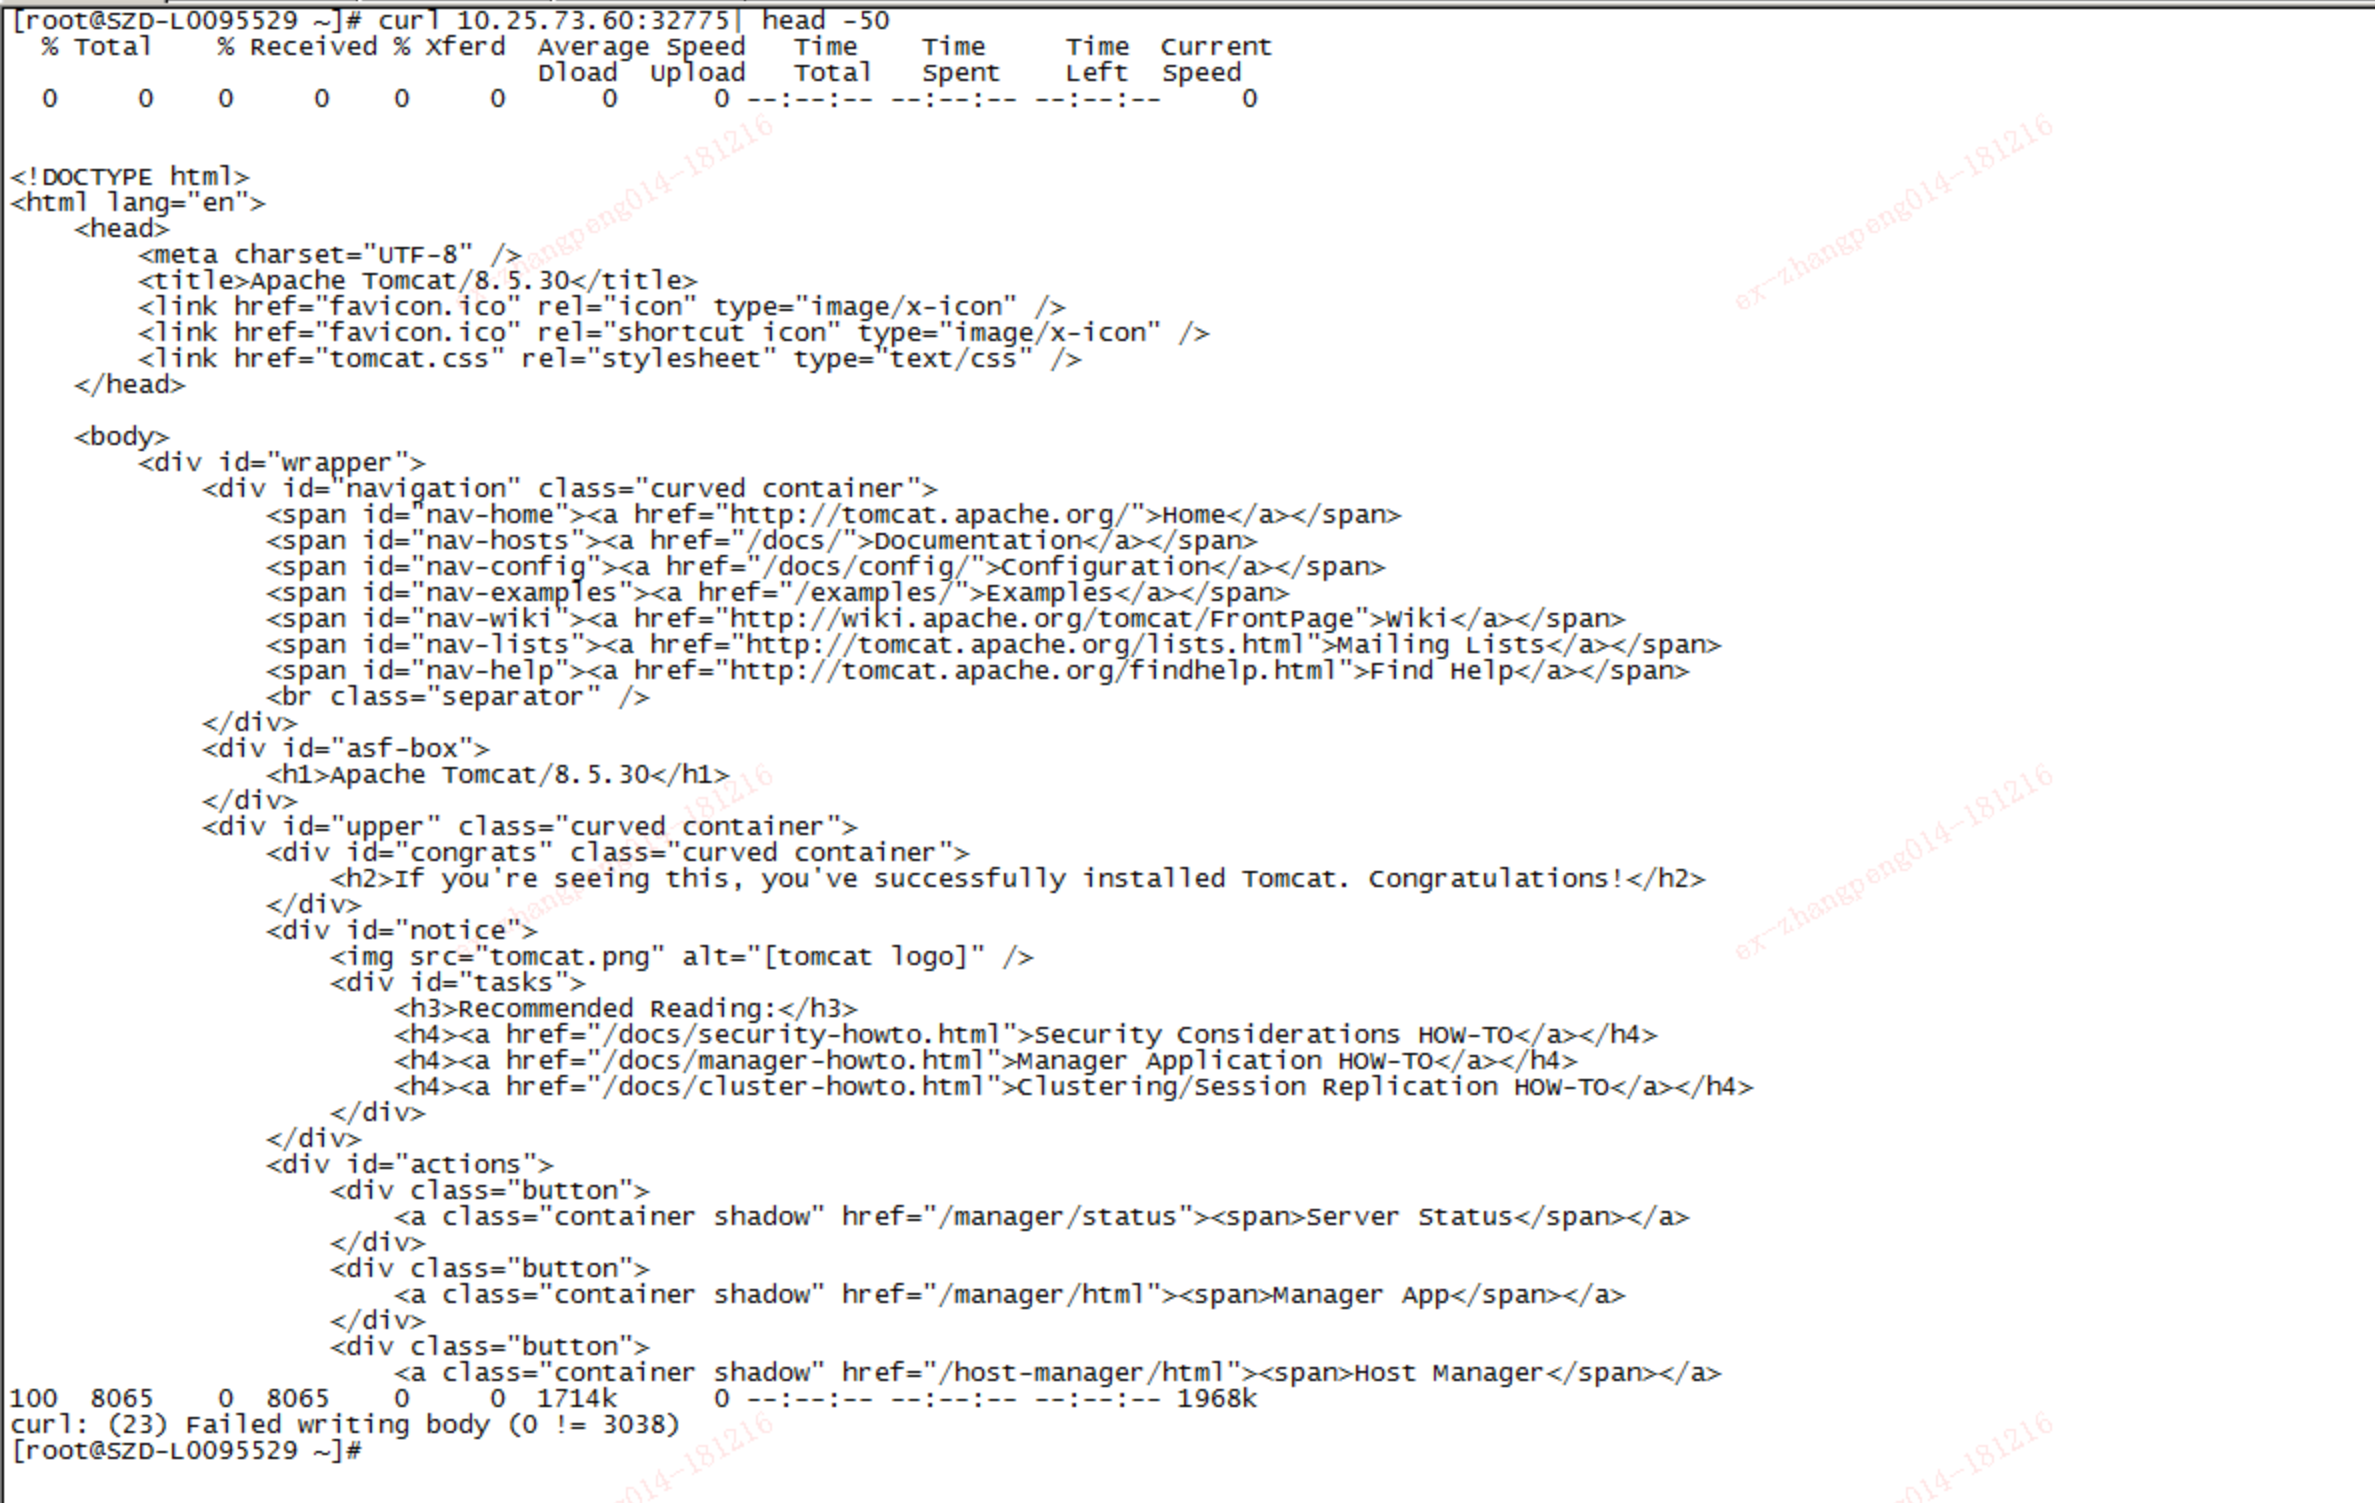 [root@SZD-L0095529 ~]# curl 10.25.73.60:32775| head -50
  % Total    % Received % Xferd  Average Speed   Time    Time     Time  Current
                                 Dload  Upload   Total   Spent    Left  Speed
  0     0    0     0    0     0      0      0 --:--:-- --:--:-- --:--:--     0
<!DOCTYPE html>
<html lang="en">
    <head>
        <meta charset="UTF-8" />
        <title>Apache Tomcat/8.5.30</title>
        <link href="favicon.ico" rel="icon" type="image/x-icon" />
        <link href="favicon.ico" rel="shortcut icon" type="image/x-icon" />
        <link href="tomcat.css" rel="stylesheet" type="text/css" />
    </head>
    <body>
        <div id="wrapper">
            <div id="navigation" class="curved container">
                <span id="nav-home"><a href="http://tomcat.apache.org/">Home</a></span>
                <span id="nav-hosts"><a href="/docs/">Documentation</a></span>
                <span id="nav-config"><a href="/docs/config/">Configuration</a></span>
                <span id="nav-examples"><a href="/examples/">Examples</a></span>
                <span id="nav-wiki"><a href="http://wiki.apache.org/tomcat/FrontPage">Wiki</a></span>
                <span id="nav-lists"><a href="http://tomcat.apache.org/lists.html">Mailing Lists</a></span>
                <span id="nav-help"><a href="http://tomcat.apache.org/findhelp.html">Find Help</a></span>
                <br class="separator" />
            </div>
            <div id="asf-box">
                <h1>Apache Tomcat/8.5.30</h1>
            </div>
            <div id="upper" class="curved container">
                <div id="congrats" class="curved container">
                    <h2>If you're seeing this, you've successfully installed Tomcat. Congratulations!</h2>
                </div>
                <div id="notice">
                    <img src="tomcat.png" alt="[tomcat logo]" />
                    <div id="tasks">
                        <h3>Recommended Reading:</h3>
                        <h4><a href="/docs/security-howto.html">Security Considerations HOW-TO</a></h4>
                        <h4><a href="/docs/manager-howto.html">Manager Application HOW-TO</a></h4>
                        <h4><a href="/docs/cluster-howto.html">Clustering/Session Replication HOW-TO</a></h4>
                    </div>
                </div>
                <div id="actions">
                    <div class="button">
                        <a class="container shadow" href="/manager/status"><span>Server Status</span></a>
                    </div>
                    <div class="button">
                        <a class="container shadow" href="/manager/html"><span>Manager App</span></a>
                    </div>
                    <div class="button">
                        <a class="container shadow" href="/host-manager/html"><span>Host Manager</span></a>
100  8065    0  8065    0     0  1714k      0 --:--:-- --:--:-- --:--:-- 1968k
curl: (23) Failed writing body (0 != 3038)
[root@SZD-L0095529 ~]#
ex-zhangpeng014-181216
ex-zhangpeng014-181216
ex-zhangpeng014-181216
ex-zhangpeng014-181216
014-181216
014-181216